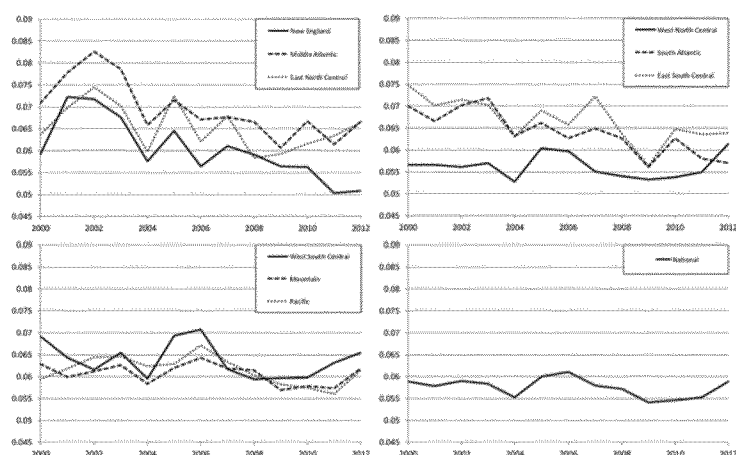 0.09
0.085
0.08
0.075
0.07
0.065
0.06
0.055
0.05
0.045
2000 2002 2004 2006 2008 2010 2012
New England
Middle Atlantic
East North Central
0.09
0.085
0.08
0.075
0.07
0.065
0.06
0.055
0.05
0.045
2000 2002 2004 2006 2008 2010 2012
West North Central
South Atlantic
East South Central
0.09
0.085
0.08
0.075
0.07
0.065
0.06
0.055
0.05
0.045
2000 2002 2004 2006 2008 2010 2012
West South Central
Mountain
Pacific
0.09
0.085
0.08
0.075
0.07
0.065
0.06
0.055
0.05
0.045
2000 2002 2004 2006 2008 2010 2012
National